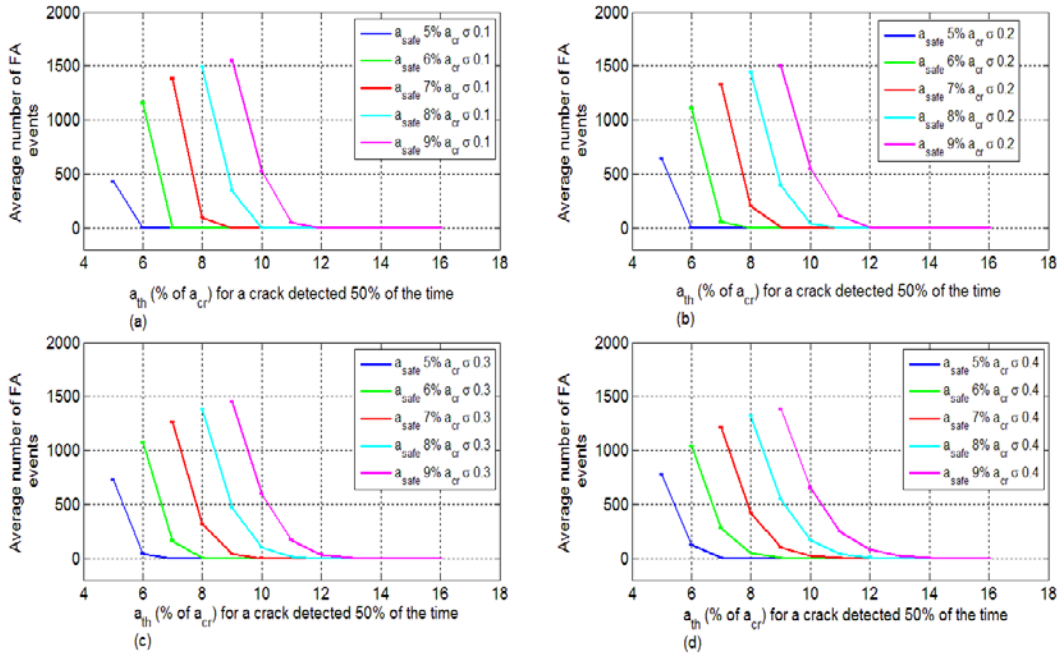 2000
1500
1000
500
0
4 6 8 10 12 14 16 18
Average number of FA
events
a_safe 5% a_cr σ 0.1
a_safe 6% a_cr σ 0.1
a_safe 7% a_cr σ 0.1
a_safe 8% a_cr σ 0.1
a_safe 9% a_cr σ 0.1
a_th (% of a_cr) for a crack detected 50% of the time
(a)
2000
1500
1000
500
0
4 6 8 10 12 14 16 18
Average number of FA
events
a_safe 5% a_cr σ 0.2
a_safe 6% a_cr σ 0.2
a_safe 7% a_cr σ 0.2
a_safe 8% a_cr σ 0.2
a_safe 9% a_cr σ 0.2
a_th (% of a_cr) for a crack detected 50% of the time
(b)
2000
1500
1000
500
0
4 6 8 10 12 14 16 18
Average number of FA
events
a_safe 5% a_cr σ 0.3
a_safe 6% a_cr σ 0.3
a_safe 7% a_cr σ 0.3
a_safe 8% a_cr σ 0.3
a_safe 9% a_cr σ 0.3
a_th (% of a_cr) for a crack detected 50% of the time
(c)
2000
1500
1000
500
0
4 6 8 10 12 14 16 18
Average number of FA
events
a_safe 5% a_cr σ 0.4
a_safe 6% a_cr σ 0.4
a_safe 7% a_cr σ 0.4
a_safe 8% a_cr σ 0.4
a_safe 9% a_cr σ 0.4
a_th (% of a_cr) for a crack detected 50% of the time
(d)